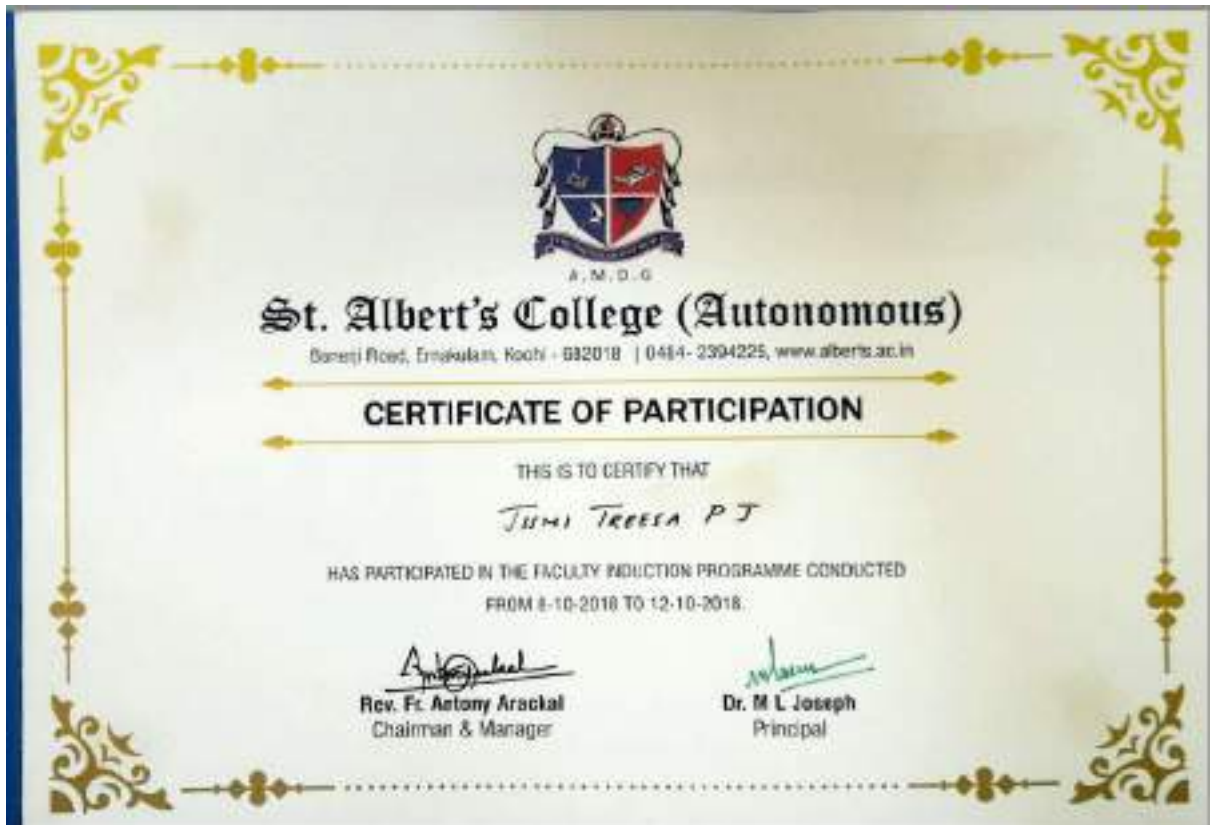 A.M.D.G
St. Albert's College (Autonomous)
Banerji Road, Ernakulam, Kochi - 682018 | 0484- 2394225, www.alberts.ac.in
CERTIFICATE OF PARTICIPATION
THIS IS TO CERTIFY THAT
TREESA P J
HAS PARTICIPATED IN THE FACULTY INDUCTION PROGRAMME CONDUCTED
FROM 8-10-2018 TO 12-10-2018.
Rev. Fr. Antony Arackal
Dr. M L Joseph
Chairman & Manager
Principal